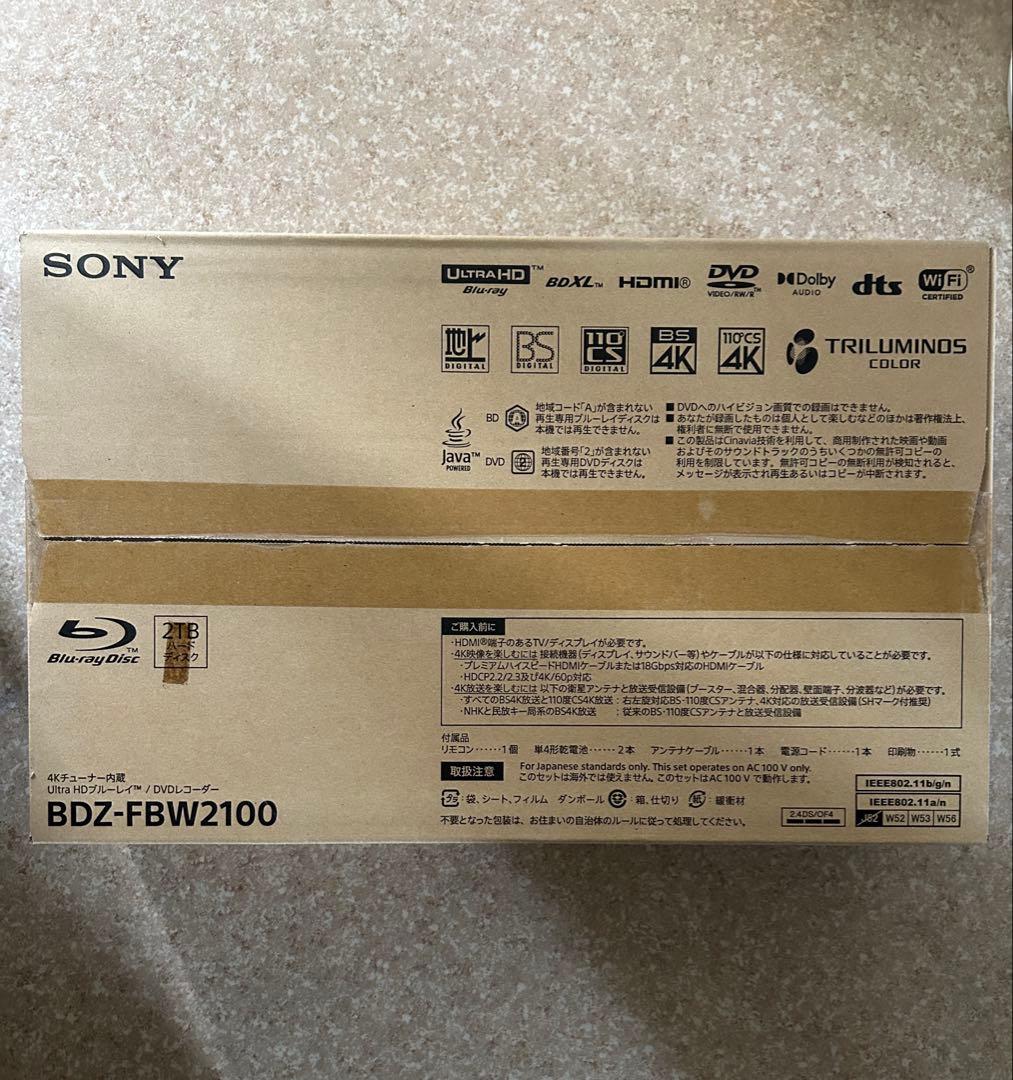 SONY
ULTRA HD™ Blu-ray BDXL™ HDMI® DVD VIDEO/RW/R™ Dolby AUDIO dts Wi Fi® CERTIFIED
地上 DIGITAL BS DIGITAL 110°CS DIGITAL BS 4K 110°CS 4K TRILUMINOS COLOR
Java™ POWERED
BD A 地域コード「A」が含まれない
再生専用ブルーレイディスクは
本機では再生できません。
DVD 2 地域番号「2」が含まれない
再生専用DVDディスクは
本機では再生できません。
■ DVDへのハイビジョン画質での録画はできません。
■ あなたが録画したものは個人として楽しむなどのほかは著作権法上、
権利者に無断で使用できません。
■ この製品はCinavia技術を利用して、商用制作された映画や動画
およびそのサウンドトラックのうちいくつかの無許可コピーの
利用を制限しています。無許可コピーの無断利用が検知されると、
メッセージが表示され再生あるいはコピーが中断されます。
Blu-ray Disc™
2TB
ハード
ディスク
4Kチューナー内蔵
Ultra HDブルーレイ™ / DVDレコーダー
BDZ-FBW2100
ご購入前に
・HDMI®端子のあるTV/ディスプレイが必要です。
・4K映像を楽しむには 接続機器(ディスプレイ、サウンドバー等)やケーブルが以下の仕様に対応していることが必要です。
・プレミアムハイスピードHDMIケーブルまたは18Gbps対応のHDMIケーブル
・HDCP2.2/2.3及び4K/60p対応
・4K放送を楽しむには 以下の衛星アンテナと放送受信設備(ブースター、混合器、分配器、壁面端子、分波器など)が必要です。
・すべてのBS4K放送と110度CS4K放送：右左旋対応BS・110度CSアンテナ、4K対応の放送受信設備(SHマーク付推奨)
・NHKと民放キー局系のBS4K放送　：従来のBS・110度CSアンテナと放送受信設備
付属品
リモコン……1個 単4形乾電池……2本 アンテナケーブル……1本 電源コード……1本 印刷物……1式
取扱注意 For Japanese standards only. This set operates on AC 100 V only.
このセットは海外では使えません。このセットはAC 100 V で動作します。
プラ：袋、シート、フィルム ダンボール：箱、仕切り 紙：緩衝材
不要となった包装は、お住まいの自治体のルールに従って処理してください。
IEEE802.11b/g/n
2.4DS/OF4
IEEE802.11a/n
J52 W52 W53 W56